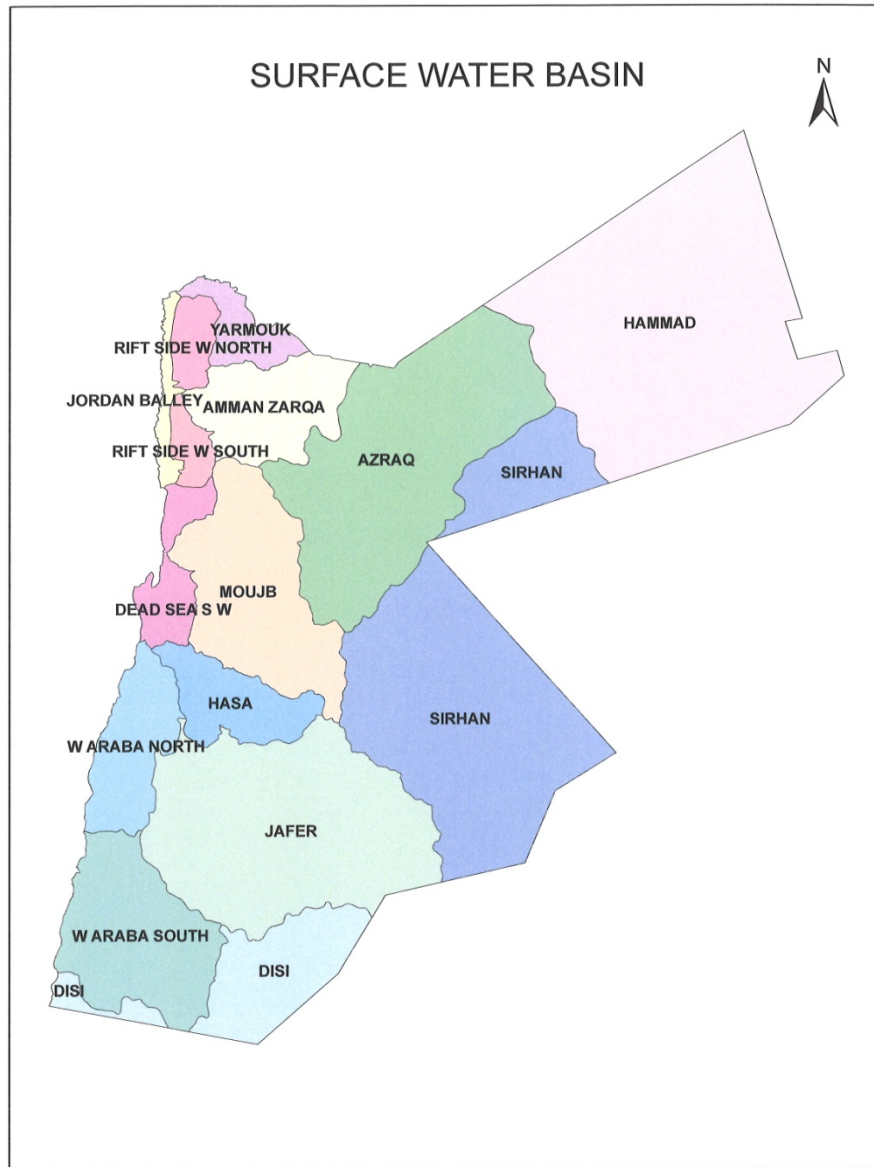 SURFACE WATER BASIN
N
HAMMAD
YARMOUK
RIFT SIDE W NORTH
JORDAN BALLEY
AMMAN ZARQA
RIFT SIDE W SOUTH
AZRAQ
SIRHAN
MOUJB
DEAD SEA S W
HASA
SIRHAN
W ARABA NORTH
JAFER
W ARABA SOUTH
DISI
DISI